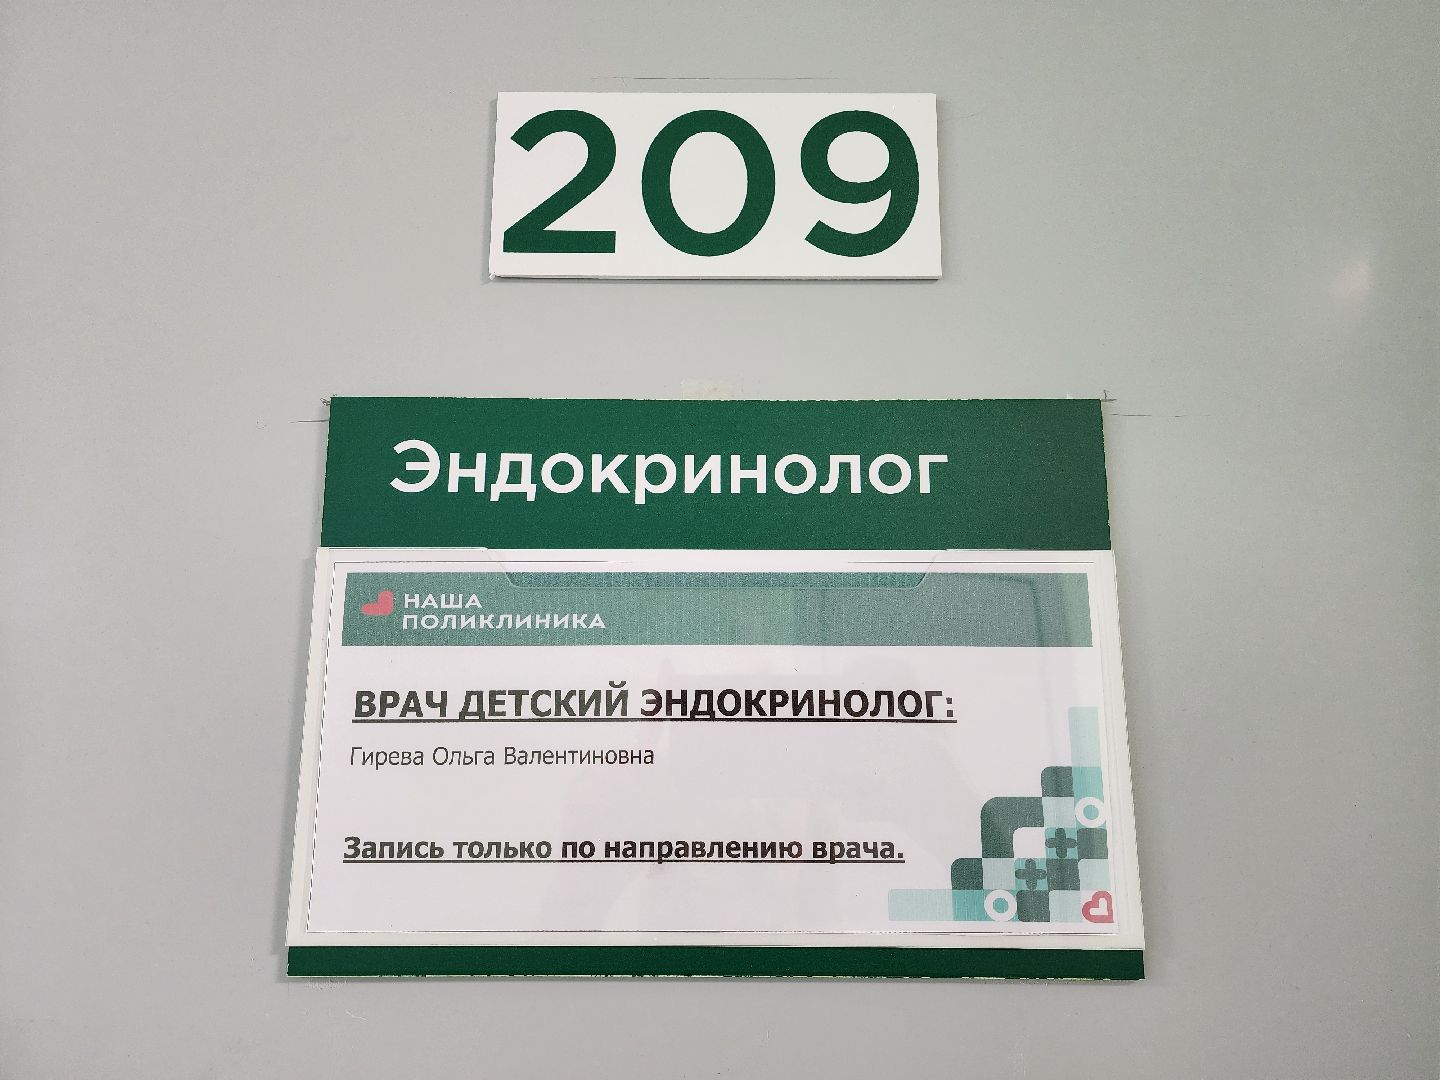 209
Эндокринолог
НАША
ПОЛИКЛИНИКА
ВРАЧ ДЕТСКИЙ ЭНДОКРИНОЛОГ:
Гирева Ольга Валентиновна
Запись только по направлению врача.